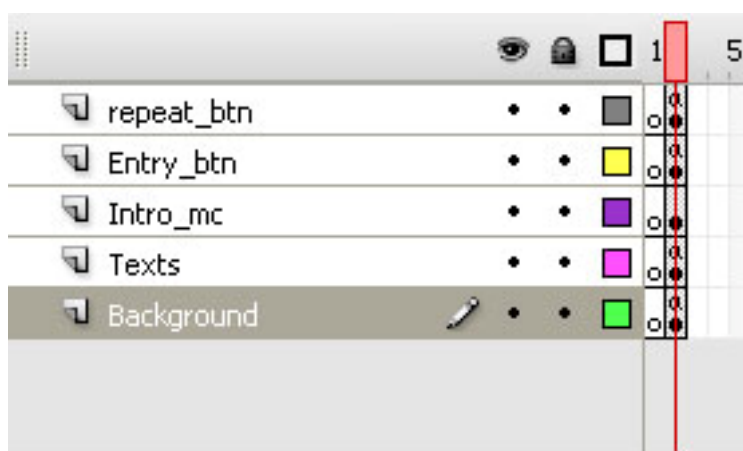 1 5
repeat_btn a
Entry_btn a
Intro_mc
Texts a
Background a